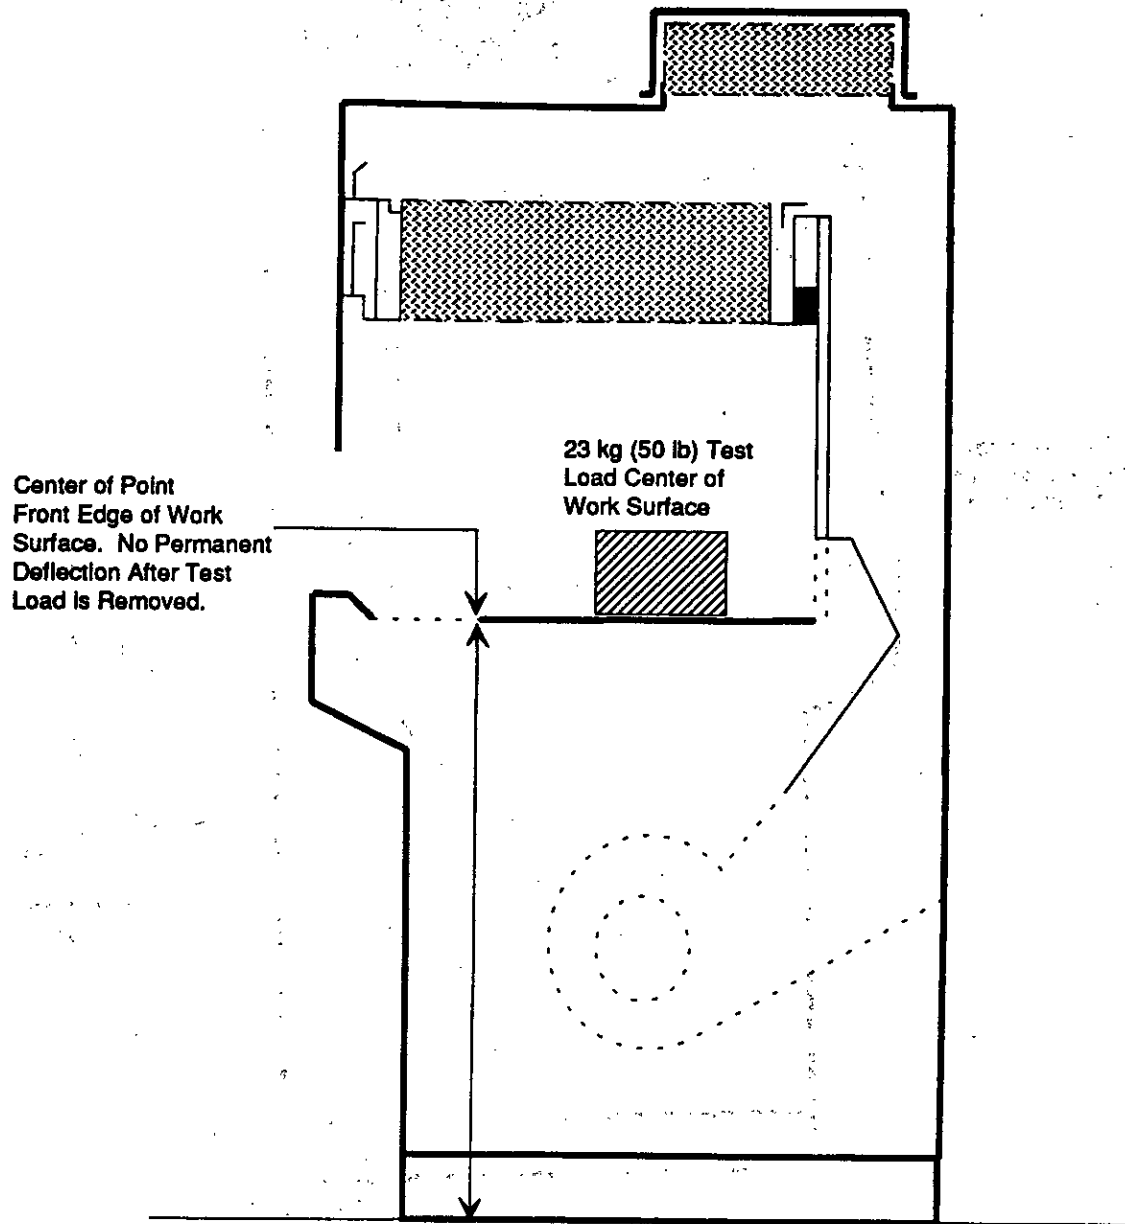 23 kg (50 lb) Test
Load Center of
Work Surface
Center of Point
Front Edge of Work
Surface. No Permanent
Deflection After Test
Load is Removed.